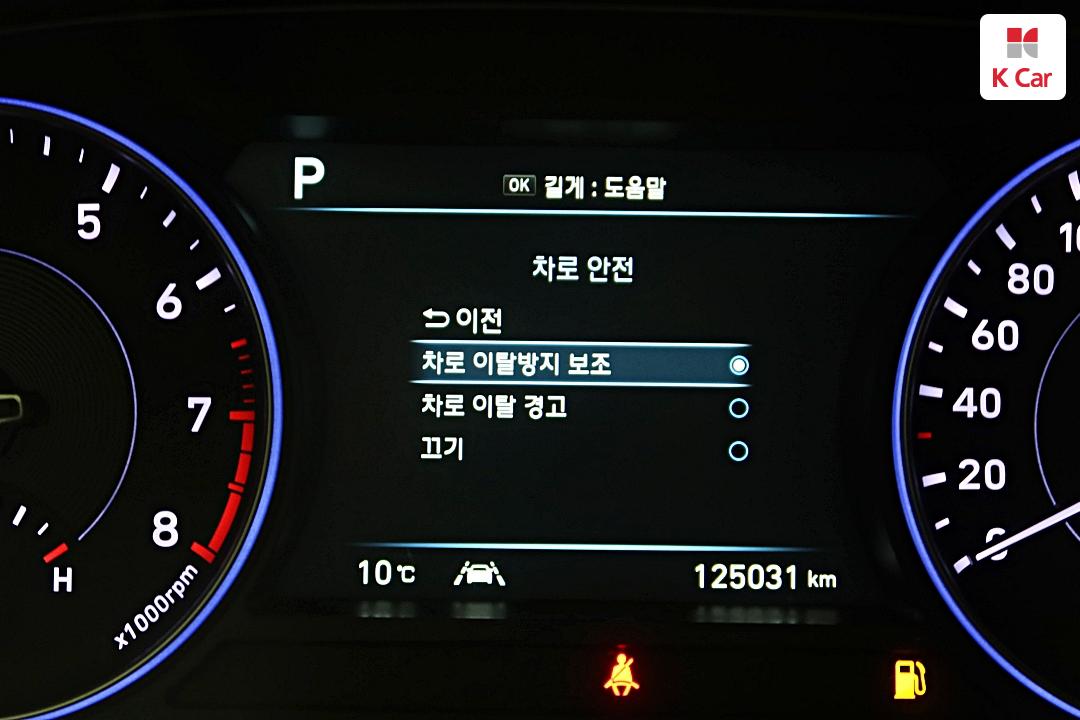 K Car
P
OK 길게 : 도움말
차로 안전
이전
차로 이탈방지 보조
차로 이탈 경고
끄기
10℃
125031 km
5
6
7
8
H
x1000rpm
80
60
40
20
0